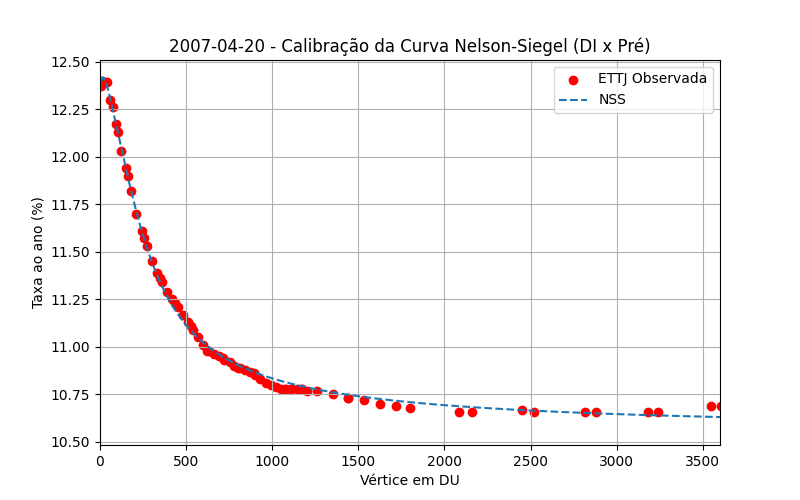 2007-04-20 - Calibração da Curva Nelson-Siegel (DI x Pré)
ETTJ Observada
NSS
12.50
12.25
12.00
11.75
11.50
11.25
11.00
10.75
10.50
Taxa ao ano (%)
0 500 1000 1500 2000 2500 3000 3500
Vértice em DU